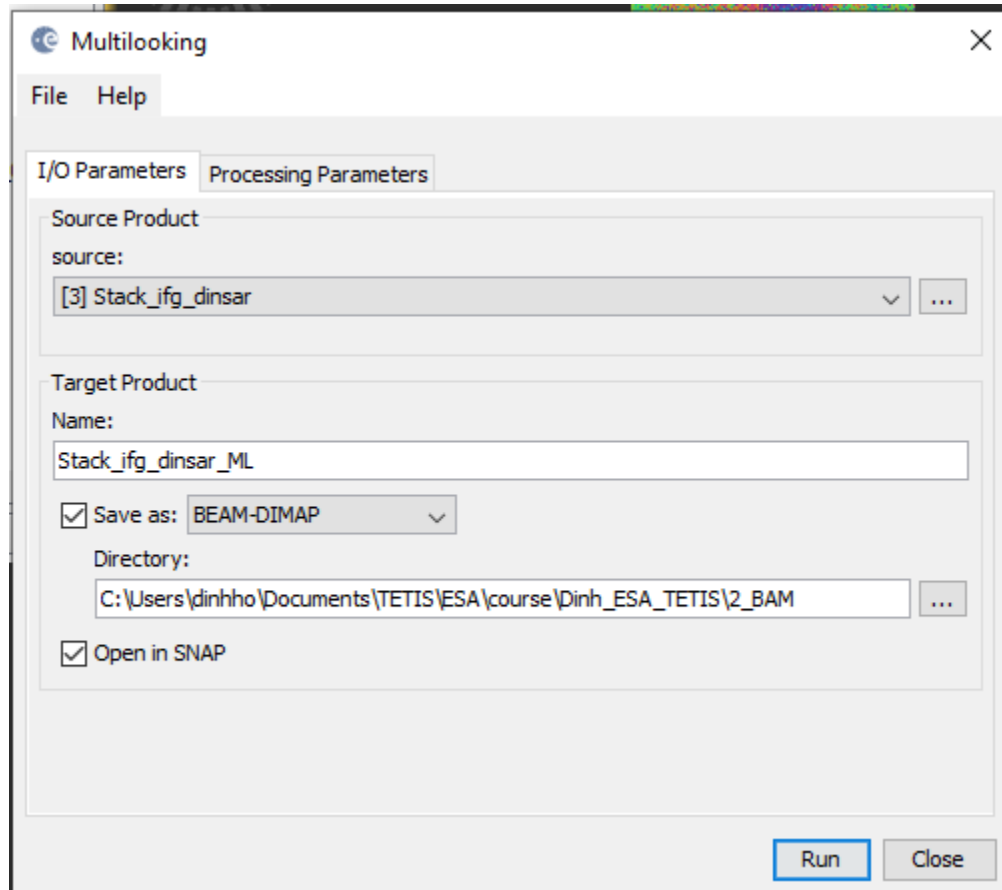 Multilooking
File Help
I/O Parameters Processing Parameters
Source Product
source:
[3] Stack_ifg_dinsar
...
Target Product
Name:
Stack_ifg_dinsar_ML
Save as: BEAM-DIMAP
Directory:
C:\Users\dinhho\Documents\TETIS\ESA\course\Dinh_ESA_TETIS\2_BAM
...
Open in SNAP
Run Close